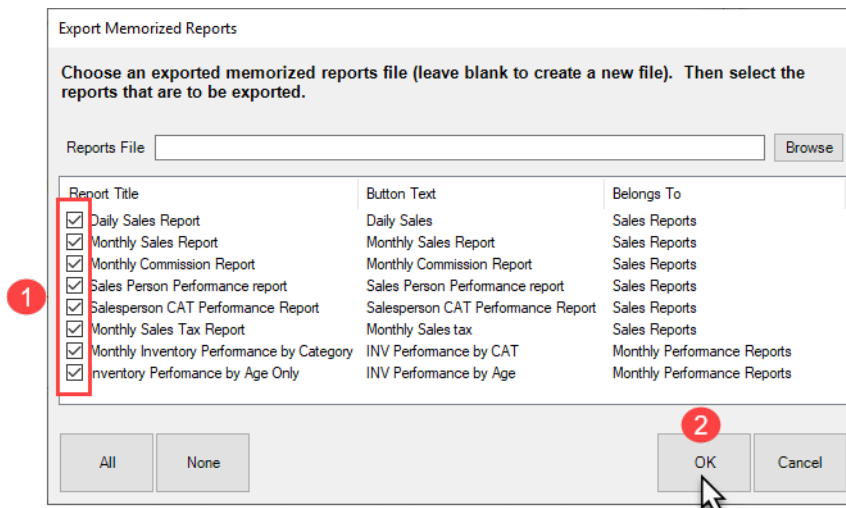 Export Memorized Reports
Choose an exported memorized reports file (leave blank to create a new file). Then select the
reports that are to be exported.
Reports File
Browse
Report Title Button Text Belongs To
Daily Sales Report Daily Sales Sales Reports
Monthly Sales Report Monthly Sales Report Sales Reports
Monthly Commission Report Monthly Commission Report Sales Reports
Sales Person Performance report Sales Person Performance report Sales Reports
1
Salesperson CAT Performance Report Salesperson CAT Performance Report Sales Reports
Monthly Sales Tax Report Monthly Sales tax Sales Reports
Monthly Inventory Performance by Category INV Performance by CAT Monthly Performance Reports
Inventory Perfomance by Age Only INV Performance by Age Monthly Performance Reports
2
All None OK Cancel